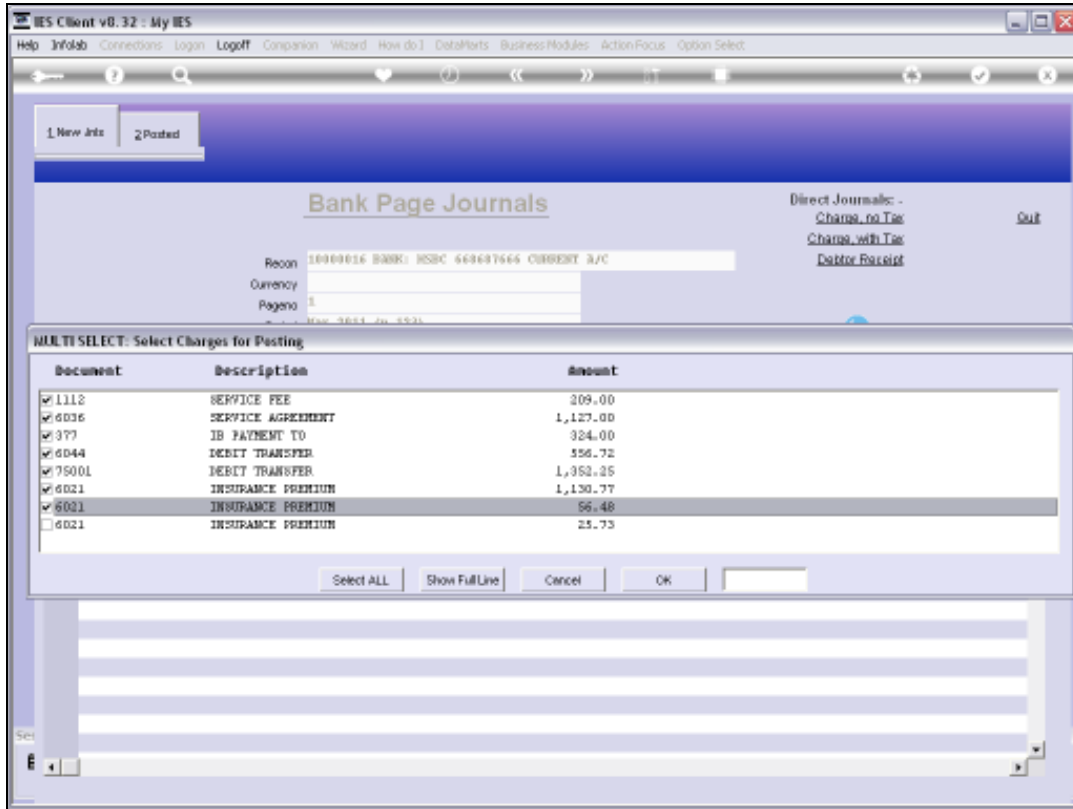 IES Client v8.32 : My IES
Help Infolab Connections Logon Logoff Companion Wizard How do I DataMarts Business Modules Action Focus Option Select
1 New Jnls 2 Posted
Bank Page Journals
Direct Journals: -
Charge, no Tax
Quit
Charge, with Tax
Debtor Receipt
Recon 10000016 BANK: HSBC 668687666 CURRENT A/C
Currency
Pageno 1
MULTI SELECT: Select Charges for Posting
Document Description Amount
1112 SERVICE FEE 209.00
6036 SERVICE AGREEMENT 1,127.00
377 IB PAYMENT TO 324.00
6044 DEBIT TRANSFER 556.72
75001 DEBIT TRANSFER 1,352.25
6021 INSURANCE PREMIUM 1,130.77
6021 INSURANCE PREMIUM 56.48
6021 INSURANCE PREMIUM 25.73
Select ALL Show Full Line Cancel OK